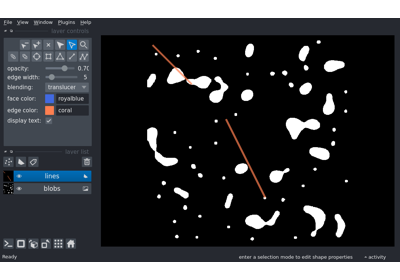 File View Window Plugins Help
layer controls
opacity: 0.70
edge width: 5
blending: translucer
face color: royalblue
edge color: coral
display text:
layer list
lines
blobs
Ready enter a selection mode to edit shape properties activity